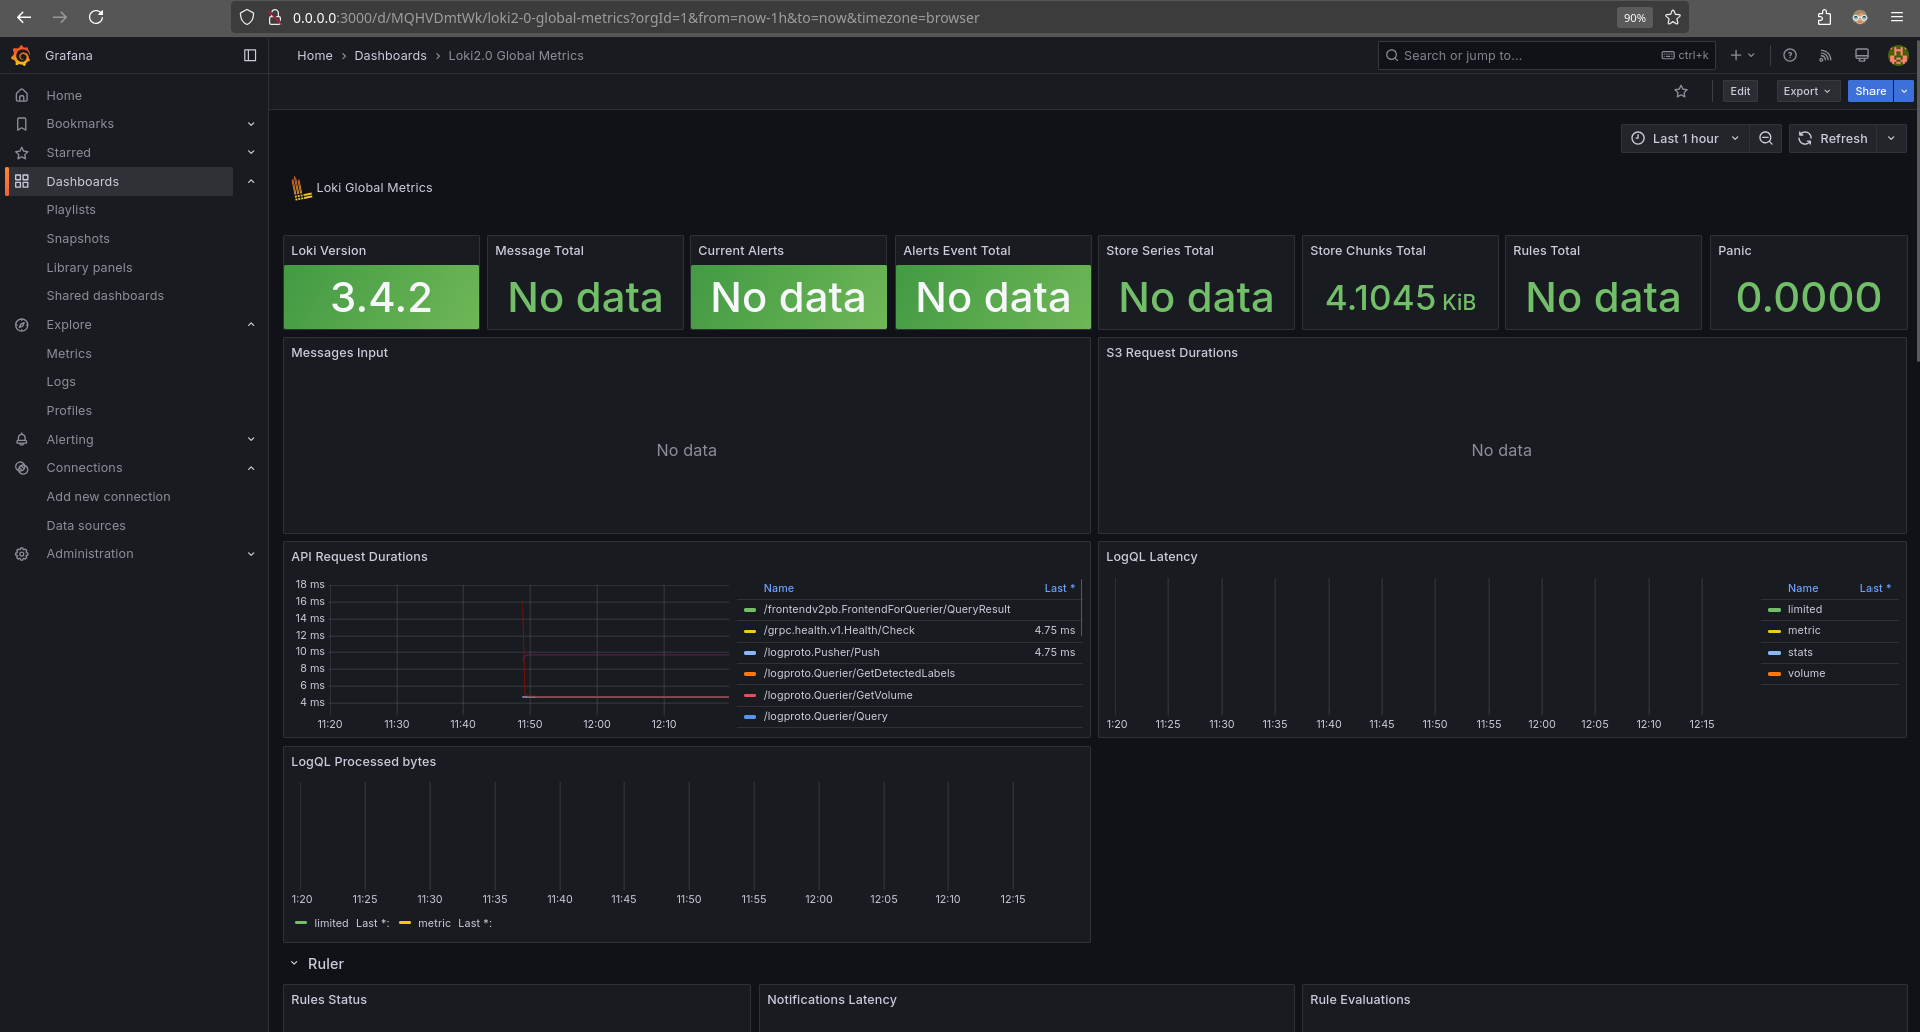 0.0.0.0:3000/d/MQHVDmtWk/loki2-0-global-metrics?orgId=1&from=now-1h&to=now&timezone=browser
90%
Grafana
Home › Dashboards › Loki2.0 Global Metrics
Search or jump to...
ctrl+k
Edit
Export
Share
Home
Bookmarks
Starred
Dashboards
Playlists
Snapshots
Library panels
Shared dashboards
Explore
Metrics
Logs
Profiles
Alerting
Connections
Add new connection
Data sources
Administration
Last 1 hour
Refresh
Loki Global Metrics
Loki Version
3.4.2
Message Total
No data
Current Alerts
No data
Alerts Event Total
No data
Store Series Total
No data
Store Chunks Total
4.1045 KiB
Rules Total
No data
Panic
0.0000
Messages Input
No data
S3 Request Durations
No data
API Request Durations
18 ms
16 ms
14 ms
12 ms
10 ms
8 ms
6 ms
4 ms
11:20 11:30 11:40 11:50 12:00 12:10
Name Last *
/frontendv2pb.FrontendForQuerier/QueryResult
/grpc.health.v1.Health/Check 4.75 ms
/logproto.Pusher/Push 4.75 ms
/logproto.Querier/GetDetectedLabels
/logproto.Querier/GetVolume
/logproto.Querier/Query
LogQL Latency
1:20 11:25 11:30 11:35 11:40 11:45 11:50 11:55 12:00 12:05 12:10 12:15
Name Last *
limited
metric
stats
volume
LogQL Processed bytes
1:20 11:25 11:30 11:35 11:40 11:45 11:50 11:55 12:00 12:05 12:10 12:15
limited Last *: metric Last *:
Ruler
Rules Status
Notifications Latency
Rule Evaluations